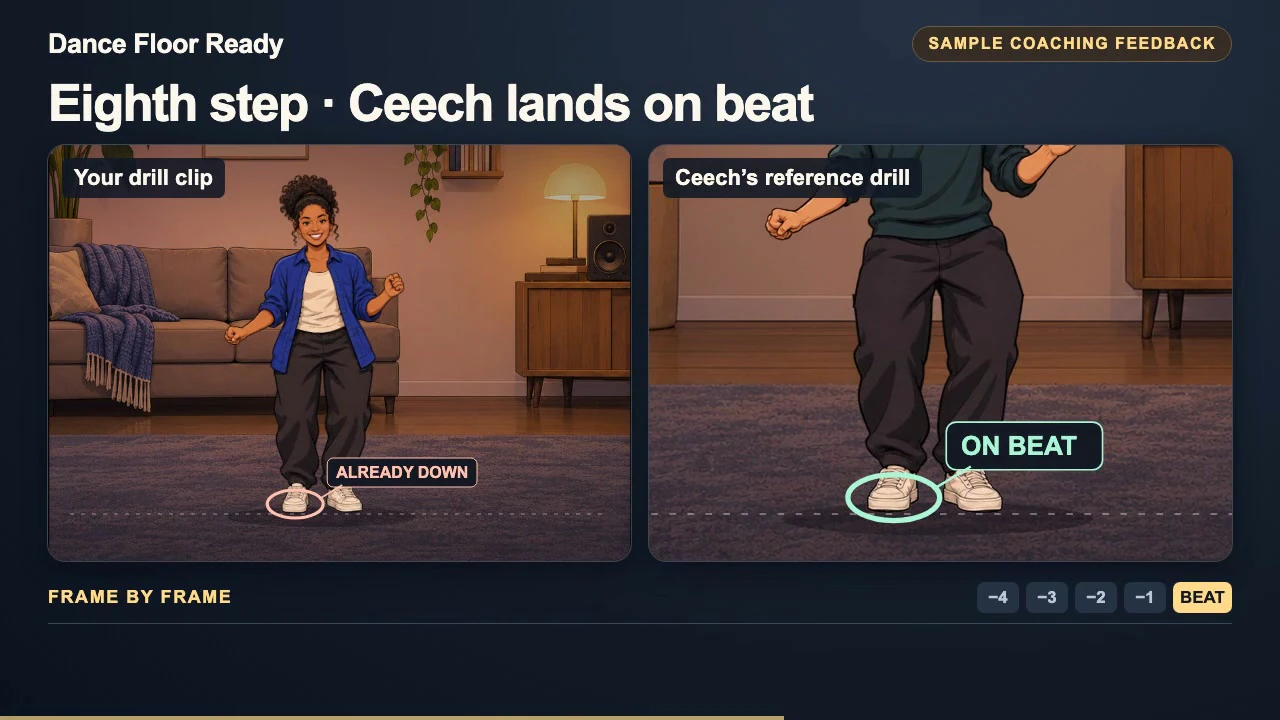 Dance Floor Ready
SAMPLE COACHING FEEDBACK
Eighth step · Ceech lands on beat
Your drill clip
Ceech’s reference drill
ALREADY DOWN
ON BEAT
FRAME BY FRAME
−4 −3 −2 −1 BEAT